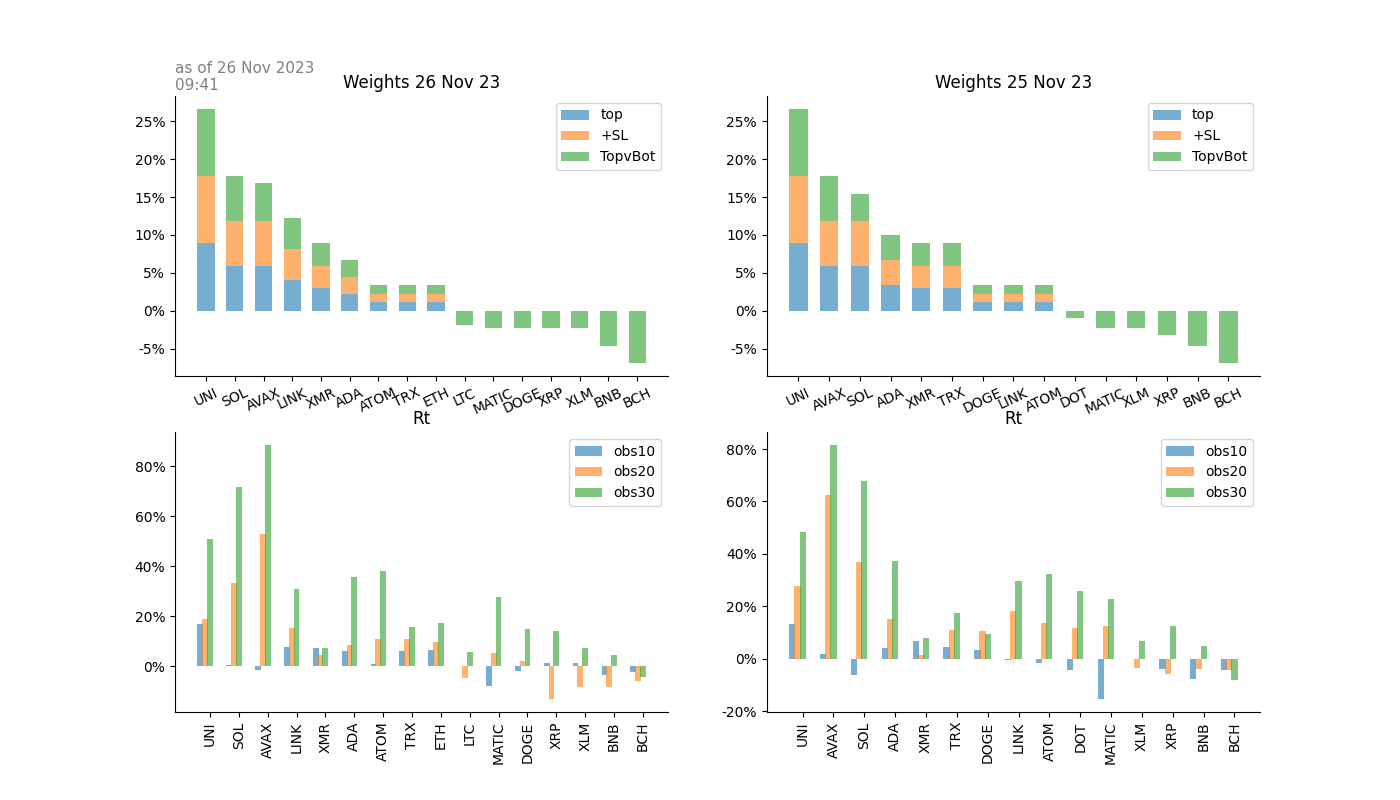 as of 26 Nov 2023
09:41
Weights 26 Nov 23
25%
20%
15%
10%
5%
0%
-5%
top
+SL
TopvBot
UNI SOL AVAX LINK XMR ADA ATOM TRX ETH LTC MATIC DOGE XRP XLM BNB BCH
Weights 25 Nov 23
25%
20%
15%
10%
5%
0%
-5%
top
+SL
TopvBot
UNI AVAX SOL ADA XMR TRX DOGE LINK ATOM DOT MATIC XLM XRP BNB BCH
Rt
80%
60%
40%
20%
0%
obs10
obs20
obs30
UNI SOL AVAX LINK XMR ADA ATOM TRX ETH LTC MATIC DOGE XRP XLM BNB BCH
Rt
80%
60%
40%
20%
0%
-20%
obs10
obs20
obs30
UNI AVAX SOL ADA XMR TRX DOGE LINK ATOM DOT MATIC XLM XRP BNB BCH